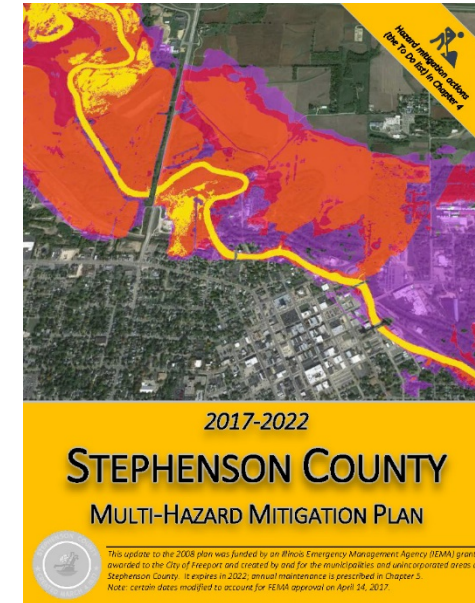 Hazard mitigation actions
(the To Do list) in Chapter 4
2017-2022
STEPHENSON COUNTY
MULTI-HAZARD MITIGATION PLAN
This update to the 2008 plan was funded by an Illinois Emergency Management Agency (IEMA) grant
awarded to the City of Freeport and created by and for the municipalities and unincorporated areas
Stephenson County. It expires in 2022; annual maintenance is prescribed in Chapter 5.
Note: certain dates modified to account for FEMA approval on April 14, 2017.